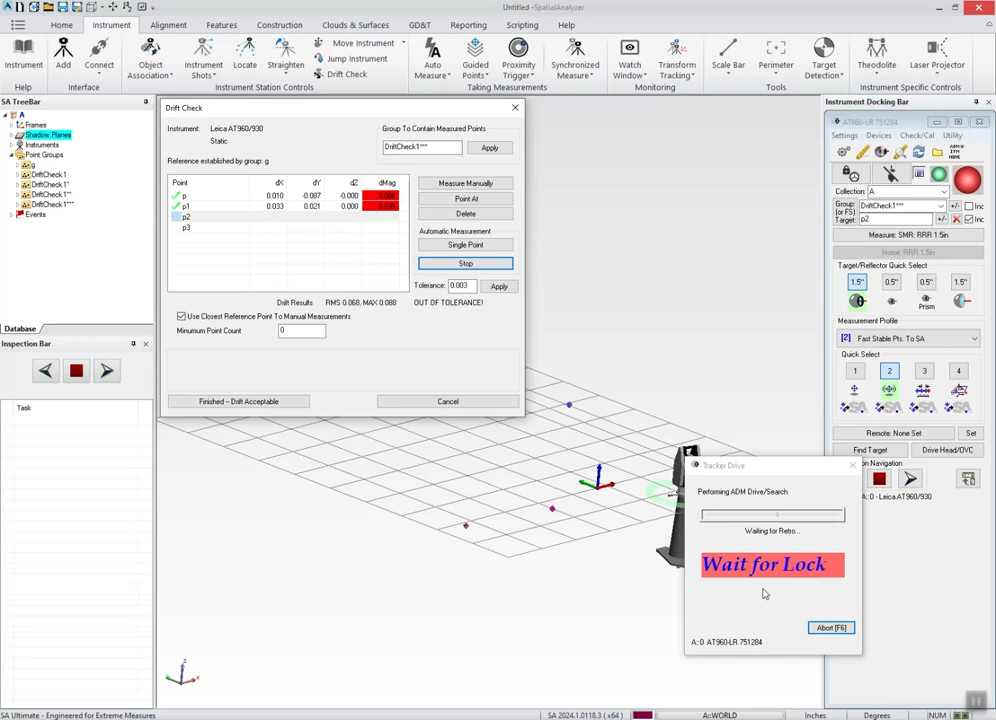 Untitled - SpatialAnalyzer
Home Instrument Alignment Features Construction Clouds & Surfaces GD&T Reporting Scripting Help
Instrument
Add
Connect
Object Association
Instrument Shots
Locate
Straighten
Move Instrument
Jump Instrument
Drift Check
Auto Measure
Guided Points
Proximity Trigger
Synchronized Measure
Watch Window
Transform Tracking
Scale Bar
Perimeter
Target Detection
Theodolite
Laser Projector
Help
Interface
Instrument Station Controls
Taking Measurements
Monitoring
Tools
Instrument Specific Controls
SA TreeBar
A
Frames
Shadow Planes
Instruments
Point Groups
g
DriftCheck1
DriftCheck1*
DriftCheck1**
DriftCheck1***
Events
Database
Inspection Bar
Task
Drift Check
Instrument: Leica AT960/930
Static
Group To Contain Measured Points
DriftCheck1***
Apply
Reference established by group: g
Point dX dY dZ dMag
p 0.010 -0.087 -0.000
p1 0.033 0.021 0.000
p2
p3
Measure Manually
Point At
Delete
Automatic Measurement
Single Point
Stop
Tolerance: 0.003 Apply
Drift Results RMS 0.068, MAX 0.088 OUT OF TOLERANCE!
Use Closest Reference Point To Manual Measurements
Minimum Point Count 0
Finished -- Drift Acceptable
Cancel
Instrument Docking Bar
AT960-LR 751284
Settings Devices Check/Cal Utility
Collection: A
Group: (or FS) DriftCheck1*** +/- Inc
Target: p2 +/- Inc
Measure: SMR: RRR 1.5in
Home: RRR 1.5in
Target/Reflector Quick Select
1.5" 0.5" 0.5" 1.5"
Prism
Measurement Profile
[2] Fast Stable Pts. To SA
Quick Select
1 2 3 4
Remote: None Set
Set
Find Target
Drive Head/OVC
Navigation
A::0 - Leica AT960/930
Tracker Drive
Performing ADM Drive/Search
Waiting for Retro...
Wait for Lock
Abort [F6]
A::0 AT960-LR 751284
SA Ultimate - Engineered for Extreme Measures
SA 2024.1.0118.3 (x64)
A::WORLD
Inches
Degrees
NUM